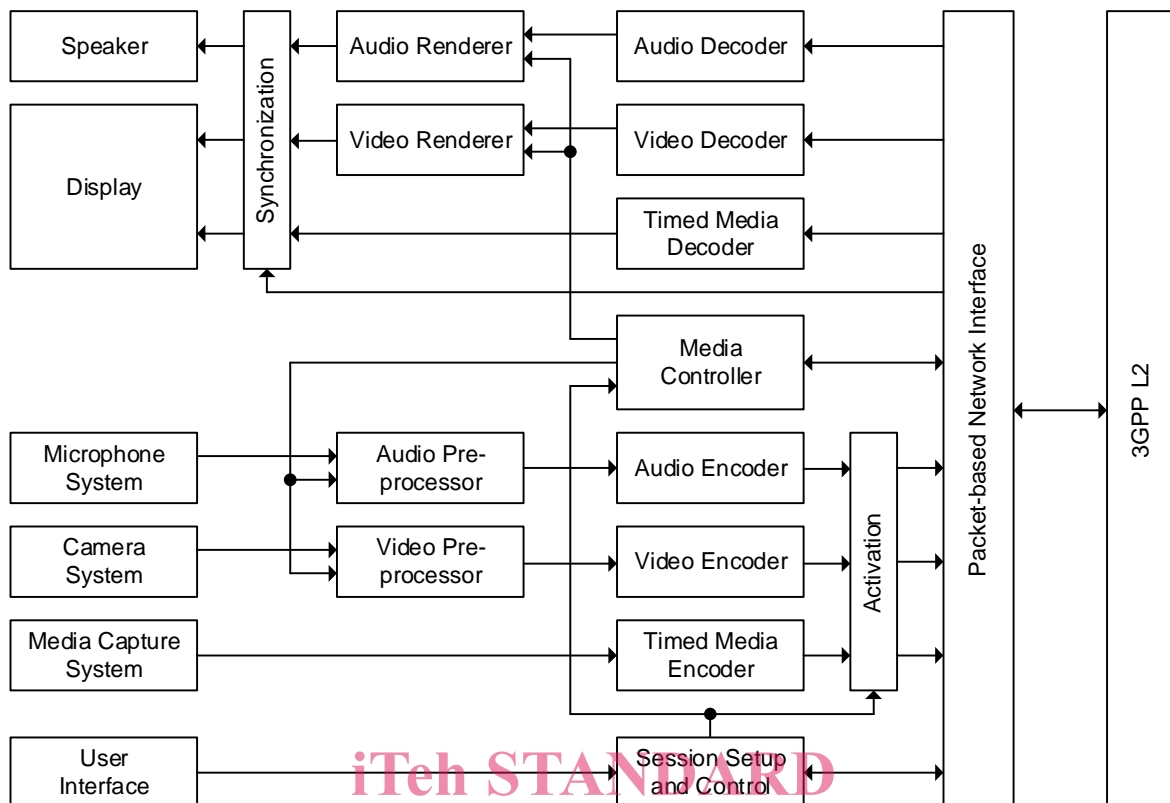 Speaker
Audio Renderer
Audio Decoder
Synchronization
Display
Video Renderer
Video Decoder
Timed Media
Decoder
Packet-based Network Interface
3GPP L2
Media
Controller
Microphone
System
Audio Pre-
processor
Audio Encoder
Activation
Camera
System
Video Pre-
processor
Video Encoder
Media Capture
System
Timed Media
Encoder
User
Interface
Session Setup
and Control
iTeh STANDARD